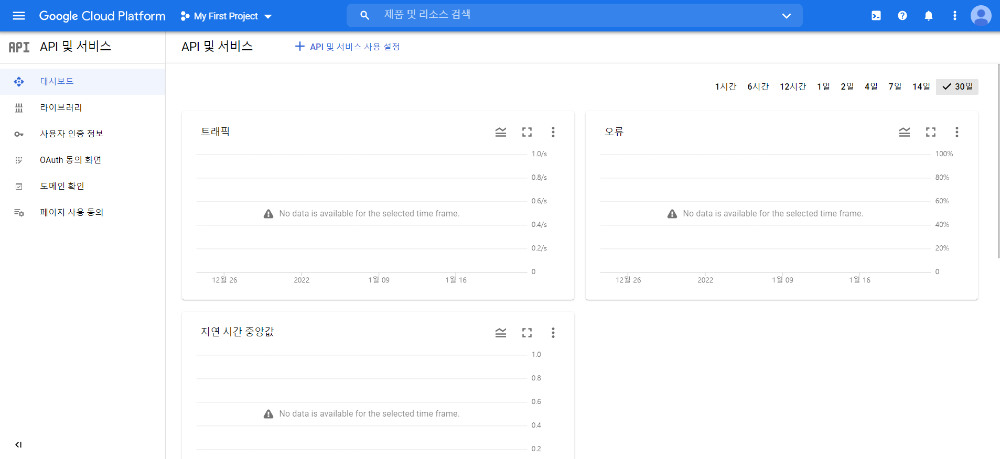 Google Cloud Platform
My First Project
제품 및 리소스 검색
API API 및 서비스
API 및 서비스
API 및 서비스 사용 설정
대시보드
라이브러리
사용자 인증 정보
OAuth 동의 화면
도메인 확인
페이지 사용 동의
1시간 6시간 12시간 1일 2일 4일 7일 14일 30일
트래픽
1.0/s
0.8/s
0.6/s
No data is available for the selected time frame.
0.4/s
0.2/s
0
12월 26 2022 1월 09 1월 16
오류
100%
80%
60%
No data is available for the selected time frame.
40%
20%
0
12월 26 2022 1월 09 1월 16
지연 시간 중앙값
1.0
0.8
0.6
No data is available for the selected time frame.
0.4
0.2